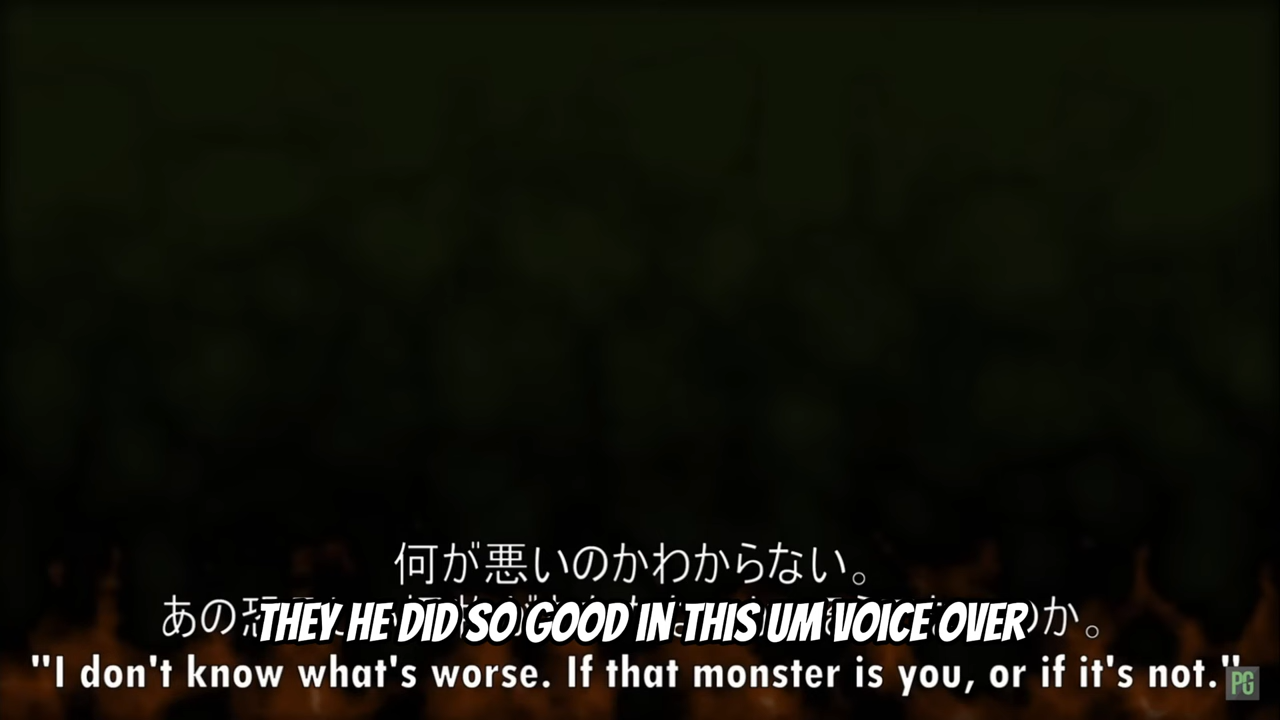 何が悪いのかわからない。
あの
か。
THEY HE DID SO GOOD IN THIS UM VOICE OVER
"I don't know what's worse. If that monster is you, or if it's not."
PG